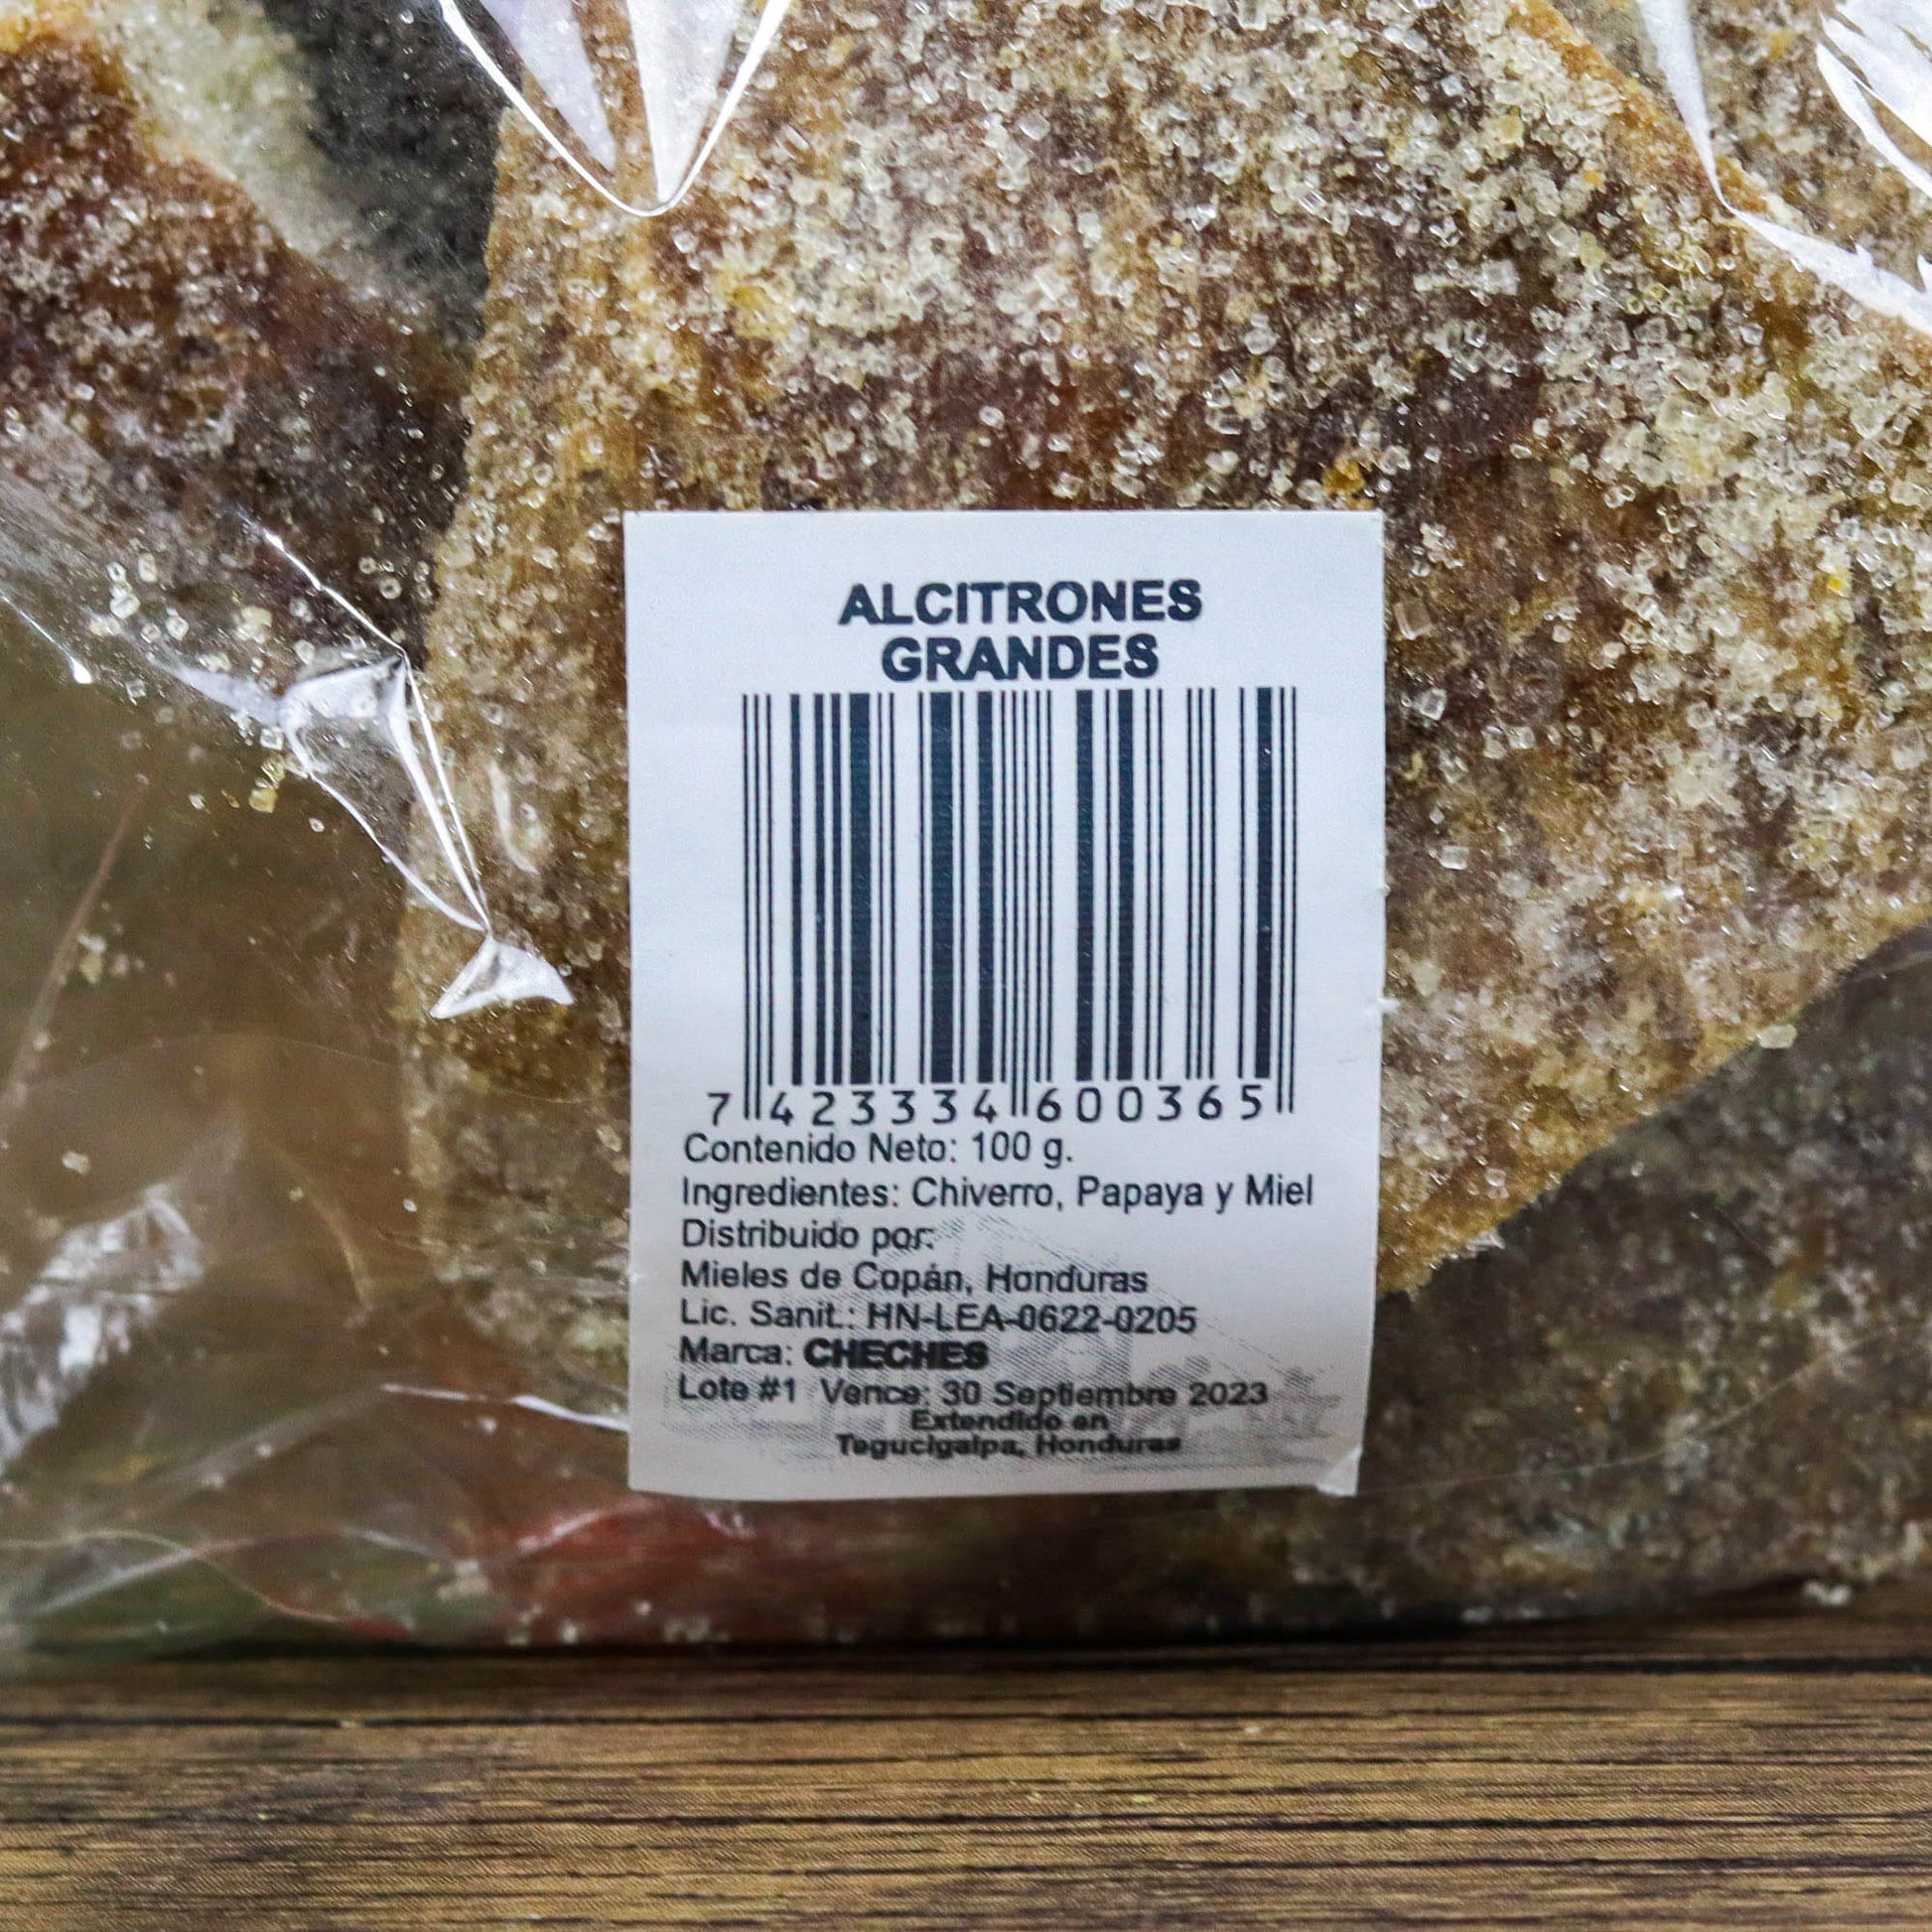 ALCITRONES
GRANDES
7 423334 600365
Contenido Neto: 100 g.
Ingredientes: Chiverro, Papaya y Miel
Distribuido por:
Mieles de Copán, Honduras
Lic. Sanit.: HN-LEA-0622-0205
Marca: CHECHES
Lote #1 Vence: 30 Septiembre 2023
Extendido en
Tegucigalpa, Honduras